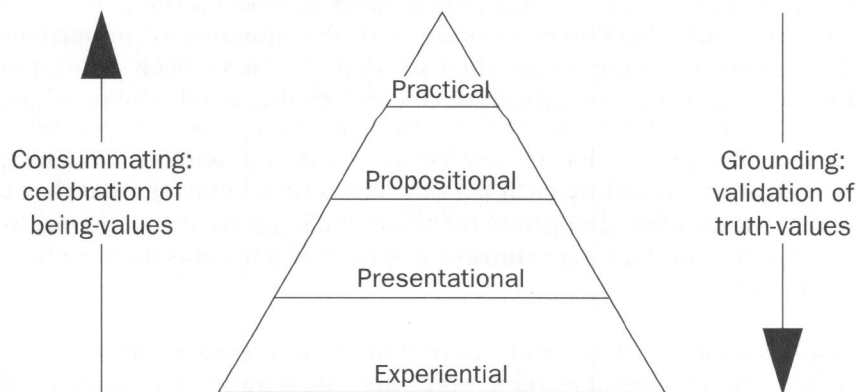 Practical
Consummating:
celebration of
being-values
Propositional
Grounding:
validation of
truth-values
Presentational
Experiential